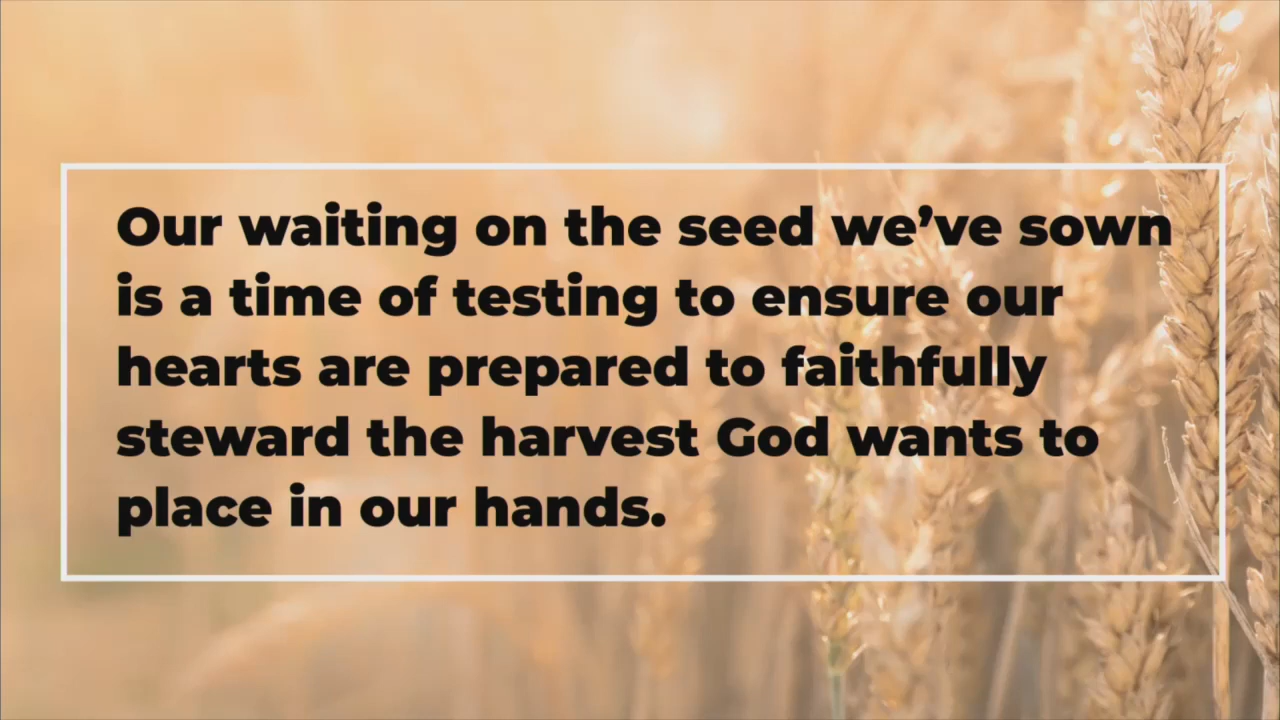 Our waiting on the seed we’ve sown
is a time of testing to ensure our
hearts are prepared to faithfully
steward the harvest God wants to
place in our hands.